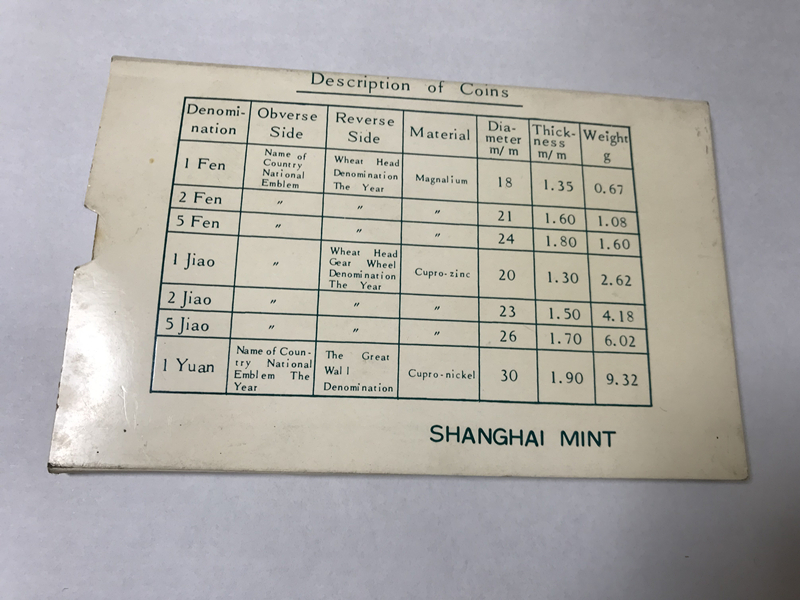 Description of Coins
Denomi-nation Obverse Side Reverse Side Material Dia-meter m/m Thick-ness m/m Weight g
1 Fen Name of Country National Emblem Wheat Head Denomination The Year Magnalium 18 1.35 0.67
2 Fen " " " 21 1.60 1.08
5 Fen " " " 24 1.80 1.60
1 Jiao " Wheat Head Gear Wheel Denomination The Year Cupro-zinc 20 1.30 2.62
2 Jiao " " " 23 1.50 4.18
5 Jiao " " " 26 1.70 6.02
1 Yuan Name of Coun-try National Emblem The Year The Great Wall Denomination Cupro-nickel 30 1.90 9.32
SHANGHAI MINT